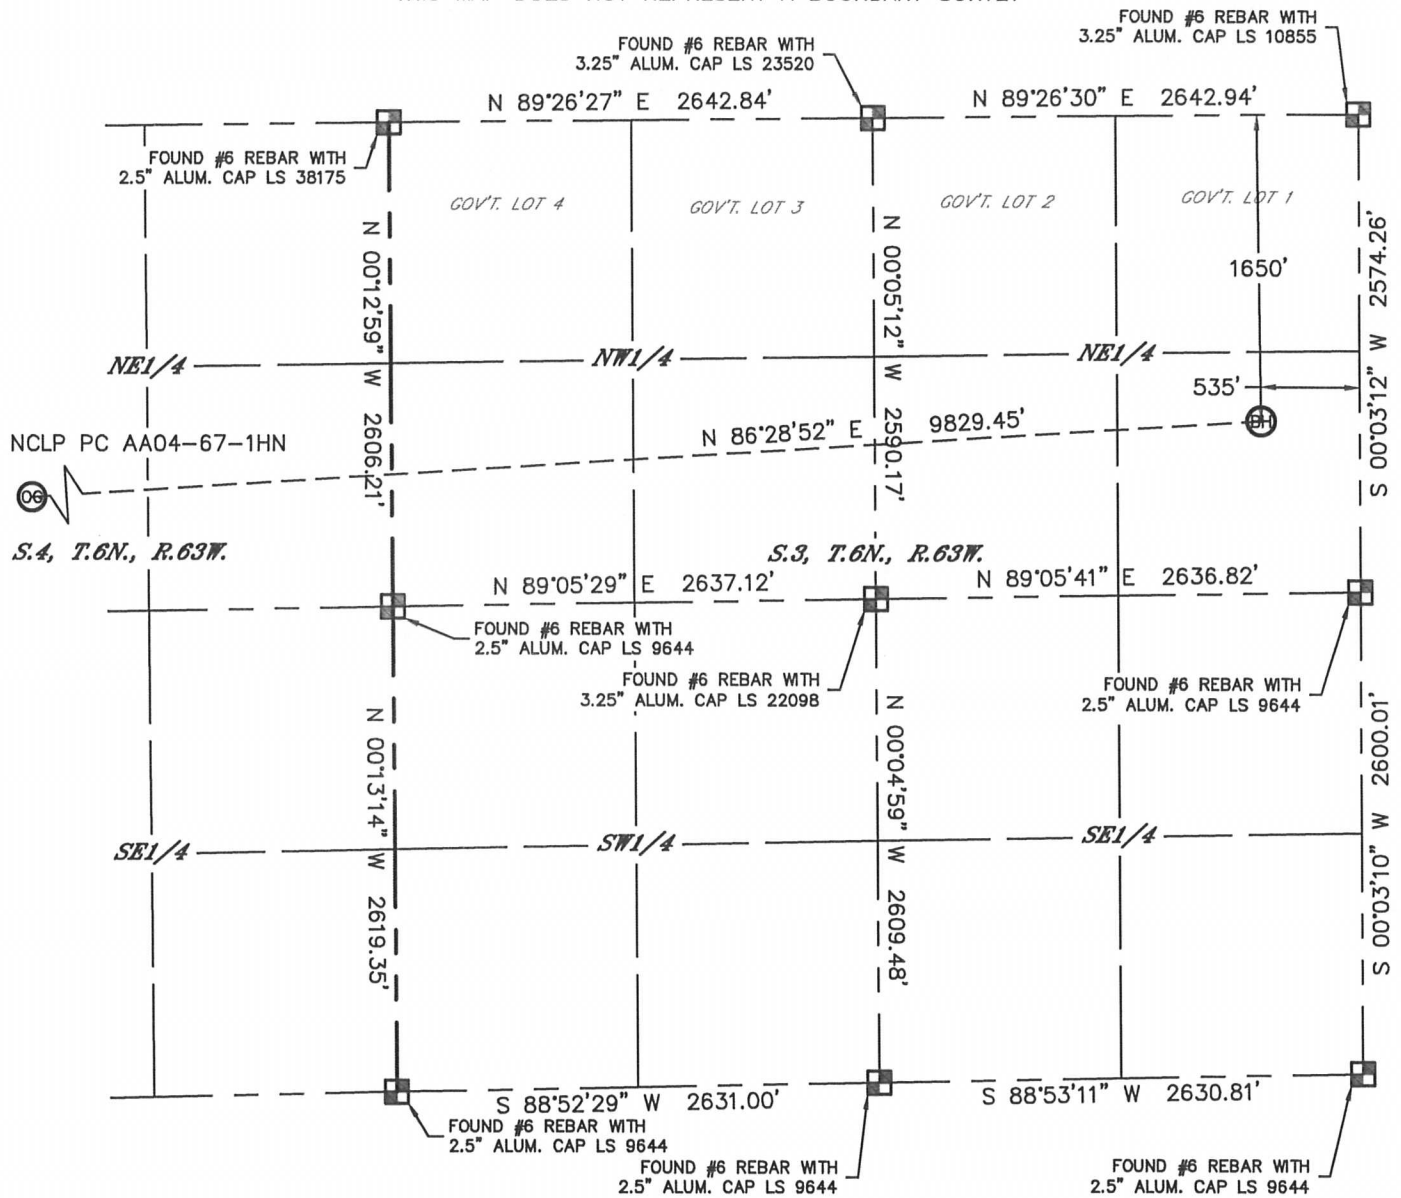 FOUND #6 REBAR WITH
3.25" ALUM. CAP LS 10855
FOUND #6 REBAR WITH
3.25" ALUM. CAP LS 23520
N 89°26'27" E 2642.84'
N 89°26'30" E 2642.94'
FOUND #6 REBAR WITH
2.5" ALUM. CAP LS 38175
GOV'T. LOT 4
GOV'T. LOT 3
GOV'T. LOT 2
GOV'T. LOT 1
N 00°12'59" W 2606.21'
N 00°05'12" W 2590.17'
S 00°03'12" W 2574.26'
1650'
NE1/4
NW1/4
NE1/4
535'
N 86°28'52" E 9829.45'
BH
NCLP PC AA04-67-1HN
OG
S.4, T.6N., R.63W.
S.3, T.6N., R.63W.
N 89°05'29" E 2637.12'
N 89°05'41" E 2636.82'
FOUND #6 REBAR WITH
2.5" ALUM. CAP LS 9644
FOUND #6 REBAR WITH
3.25" ALUM. CAP LS 22098
FOUND #6 REBAR WITH
2.5" ALUM. CAP LS 9644
N 00°13'14" W 2619.35'
N 00°04'59" W 2609.48'
S 00°03'10" W 2600.01'
SE1/4
SW1/4
SE1/4
S 88°52'29" W 2631.00'
S 88°53'11" W 2630.81'
FOUND #6 REBAR WITH
2.5" ALUM. CAP LS 9644
FOUND #6 REBAR WITH
2.5" ALUM. CAP LS 9644
FOUND #6 REBAR WITH
2.5" ALUM. CAP LS 9644